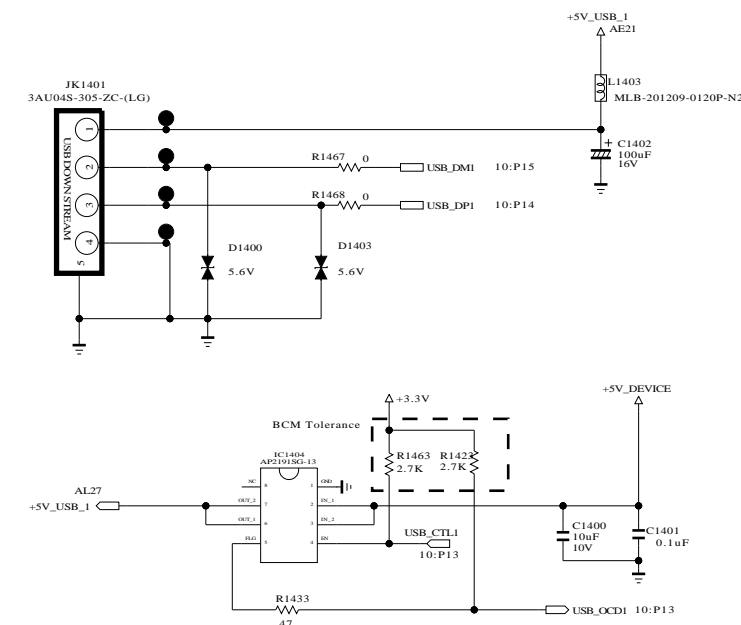 +5V_USB_1
AE21
JK1401
3AU04S-305-ZC-(LG)
L1403
MLB-201209-0120P-N2
USB DOWN STREAM
1
2
3
4
5
C1402
100uF
16V
R1467
0
USB_DM1
10:P15
R1468
0
USB_DP1
10:P14
D1400
5.6V
D1403
5.6V
+5V_DEVICE
+3.3V
BCM Tolerance
IC1404
AP2191SG-13
R1463
2.7K
R1423
2.7K
AL27
+5V_USB_1
NC
8
1
GND
OUT_2
7
2
IN_1
OUT_1
6
3
IN_2
FLG
5
4
EN
USB_CTL1
10:P13
C1400
10uF
10V
C1401
0.1uF
R1433
47
USB_OCD1
10:P13